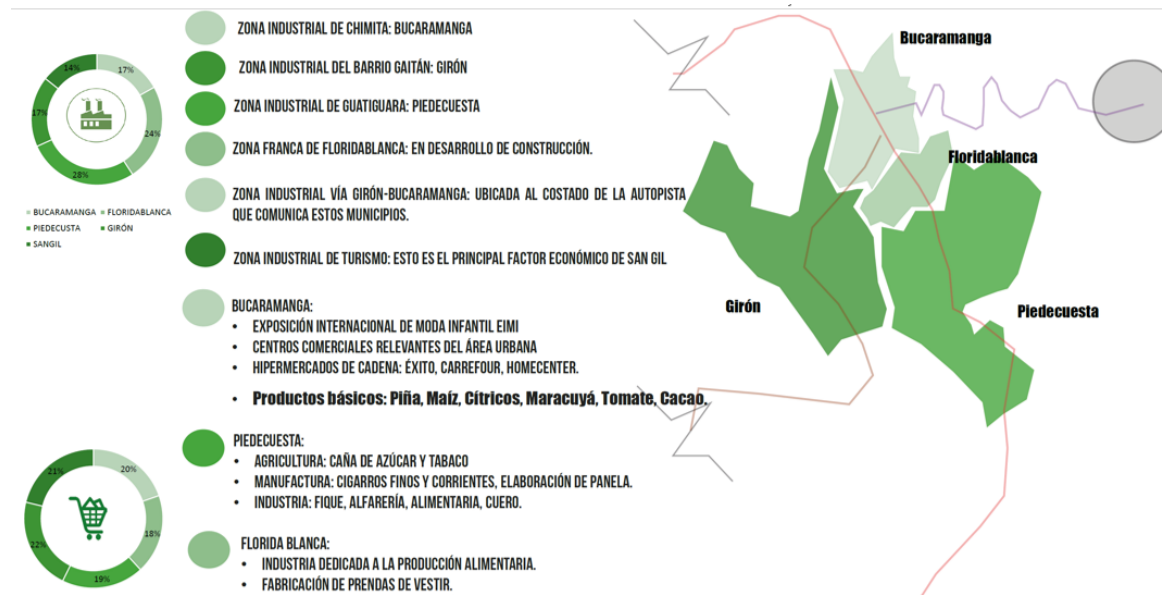 ZONA INDUSTRIAL DE CHIMITA: BUCARAMANGA
ZONA INDUSTRIAL DEL BARRIO GAITÁN: GIRÓN
ZONA INDUSTRIAL DE GUATIGUARA: PIEDECUESTA
ZONA FRANCA DE FLORIDABLANCA: EN DESARROLLO DE CONSTRUCCIÓN.
ZONA INDUSTRIAL VÍA GIRÓN-BUCARAMANGA: UBICADA AL COSTADO DE LA AUTOPISTA
QUE COMUNICA ESTOS MUNICIPIOS.
ZONA INDUSTRIAL DE TURISMO: ESTO ES EL PRINCIPAL FACTOR ECONÓMICO DE SAN GIL
14%
17%
17%
24%
28%
BUCARAMANGA
FLORIDABLANCA
PIEDECUSTA
GIRÓN
SANGIL
BUCARAMANGA:
• EXPOSICIÓN INTERNACIONAL DE MODA INFANTIL EIMI
• CENTROS COMERCIALES RELEVANTES DEL ÁREA URBANA
• HIPERMERCADOS DE CADENA: ÉXITO, CARREFOUR, HOMECENTER.
• Productos básicos: Piña, Maíz, Cítricos, Maracuyá, Tomate, Cacao.
PIEDECUESTA:
• AGRICULTURA: CAÑA DE AZÚCAR Y TABACO
• MANUFACTURA: CIGARROS FINOS Y CORRIENTES, ELABORACIÓN DE PANELA.
• INDUSTRIA: FIQUE, ALFARERÍA, ALIMENTARIA, CUERO.
FLORIDA BLANCA:
• INDUSTRIA DEDICADA A LA PRODUCCIÓN ALIMENTARIA.
• FABRICACIÓN DE PRENDAS DE VESTIR.
21%
20%
22%
18%
19%
Bucaramanga
Floridablanca
Girón
Piedecuesta